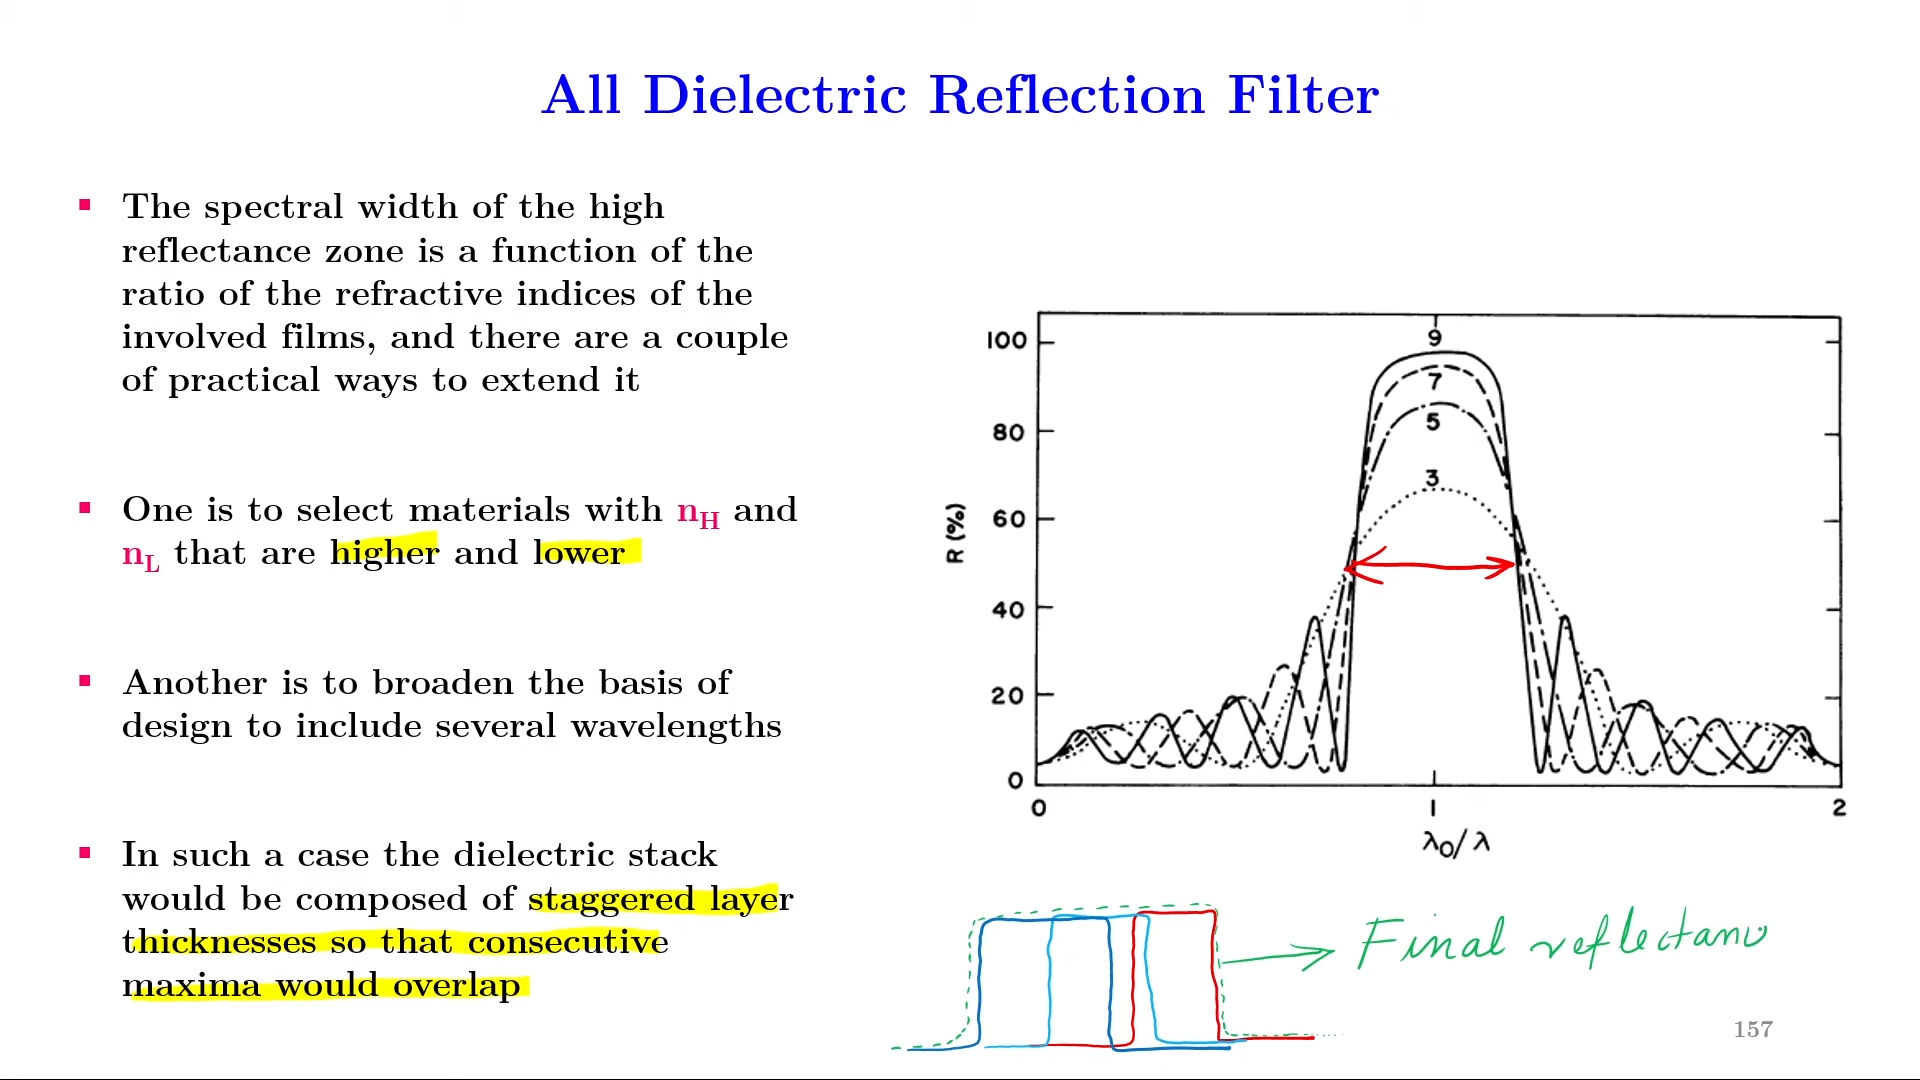 All Dielectric Reflection Filter
The spectral width of the high
reflectance zone is a function of the
ratio of the refractive indices of the
involved films, and there are a couple
of practical ways to extend it
One is to select materials with nH and
nL that are higher and lower
Another is to broaden the basis of
design to include several wavelengths
In such a case the dielectric stack
would be composed of staggered layer
thicknesses so that consecutive
maxima would overlap
R (%)
100
80
60
40
20
0
9
7
5
3
0
1
2
λ0/λ
Final reflectanc
157